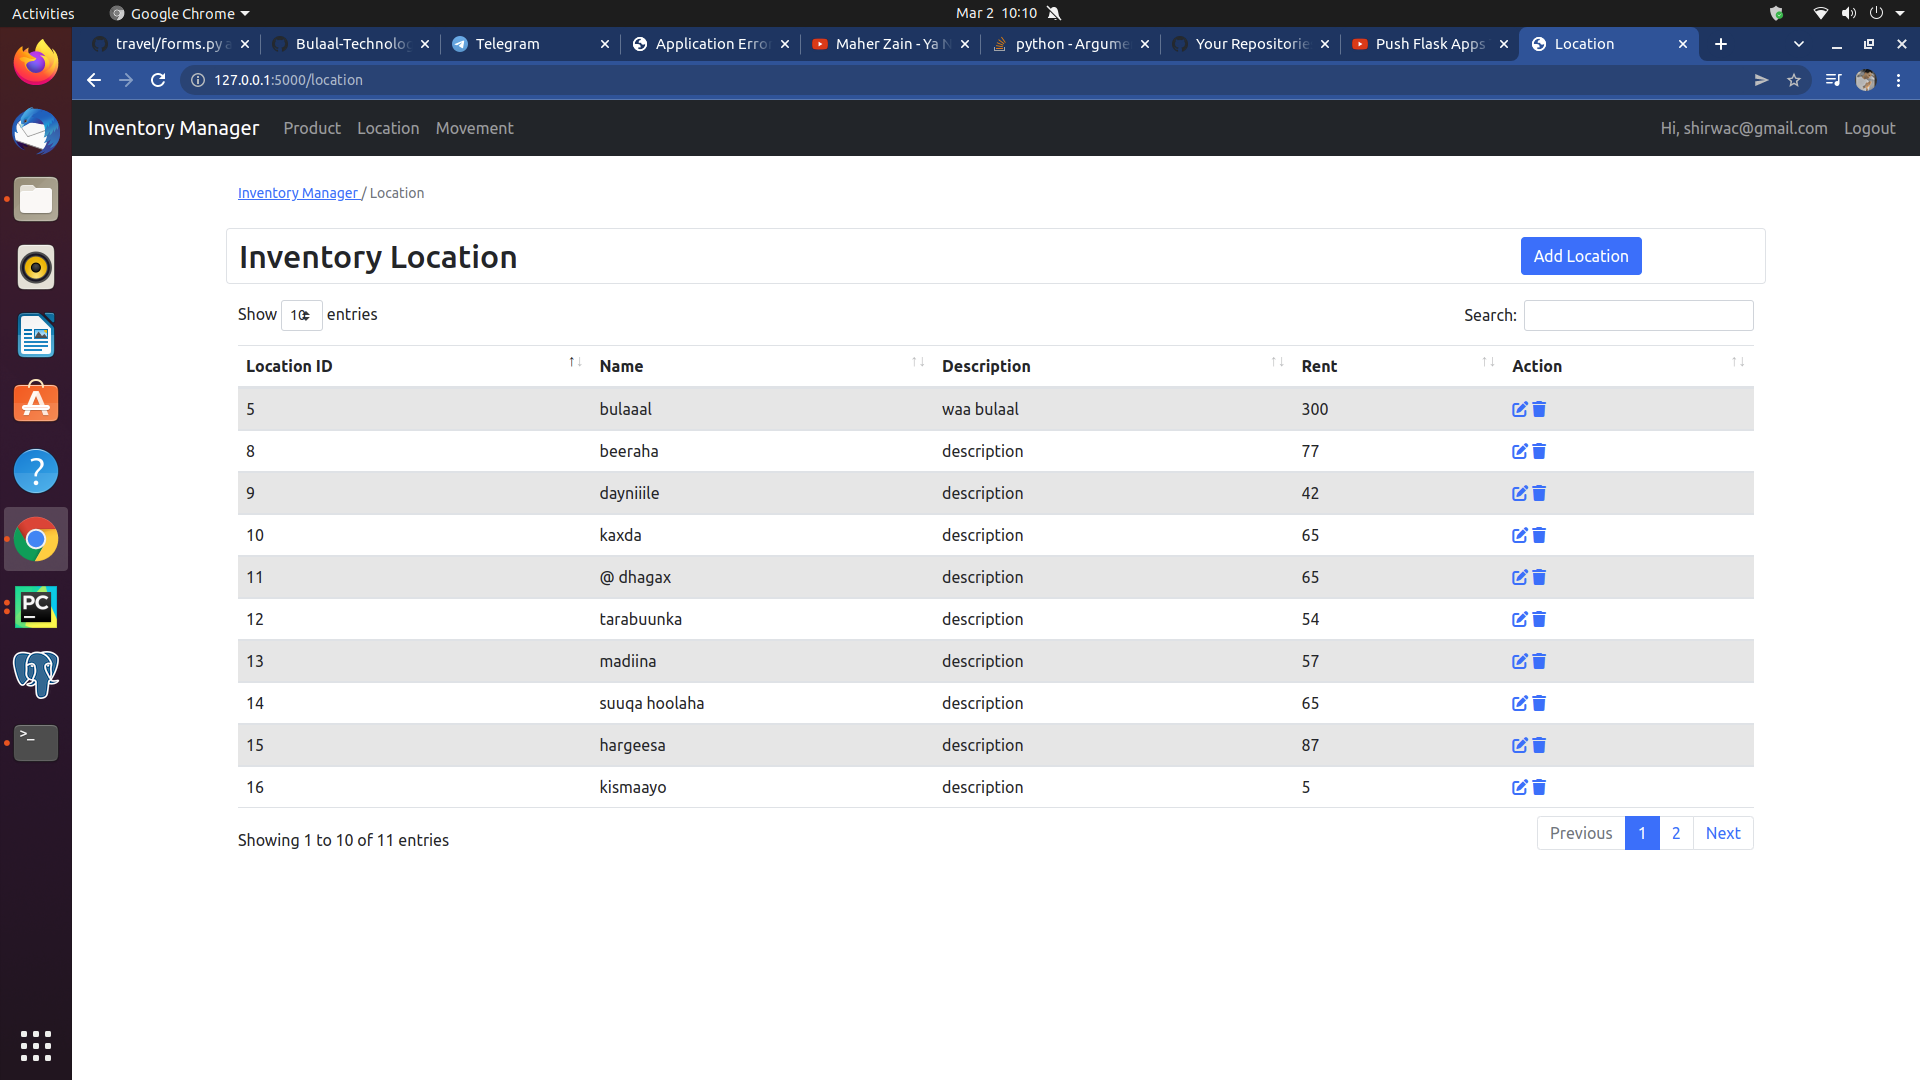 Activities Google Chrome Mar 2 10:10
travel/forms.py a Bulaal-Technolog Telegram Application Erro Maher Zain - Ya N python - Argume Your Repositorie Push Flask Apps Location
127.0.0.1:5000/location
Inventory Manager Product Location Movement Hi, shirwac@gmail.com Logout
Inventory Manager / Location
Inventory Location Add Location
Show 10 entries Search:
Location ID Name Description Rent Action
5 bulaaal waa bulaal 300
8 beeraha description 77
9 dayniiile description 42
10 kaxda description 65
11 @ dhagax description 65
12 tarabuunka description 54
13 madiina description 57
14 suuqa hoolaha description 65
15 hargeesa description 87
16 kismaayo description 5
Showing 1 to 10 of 11 entries Previous 1 2 Next
PC
>_